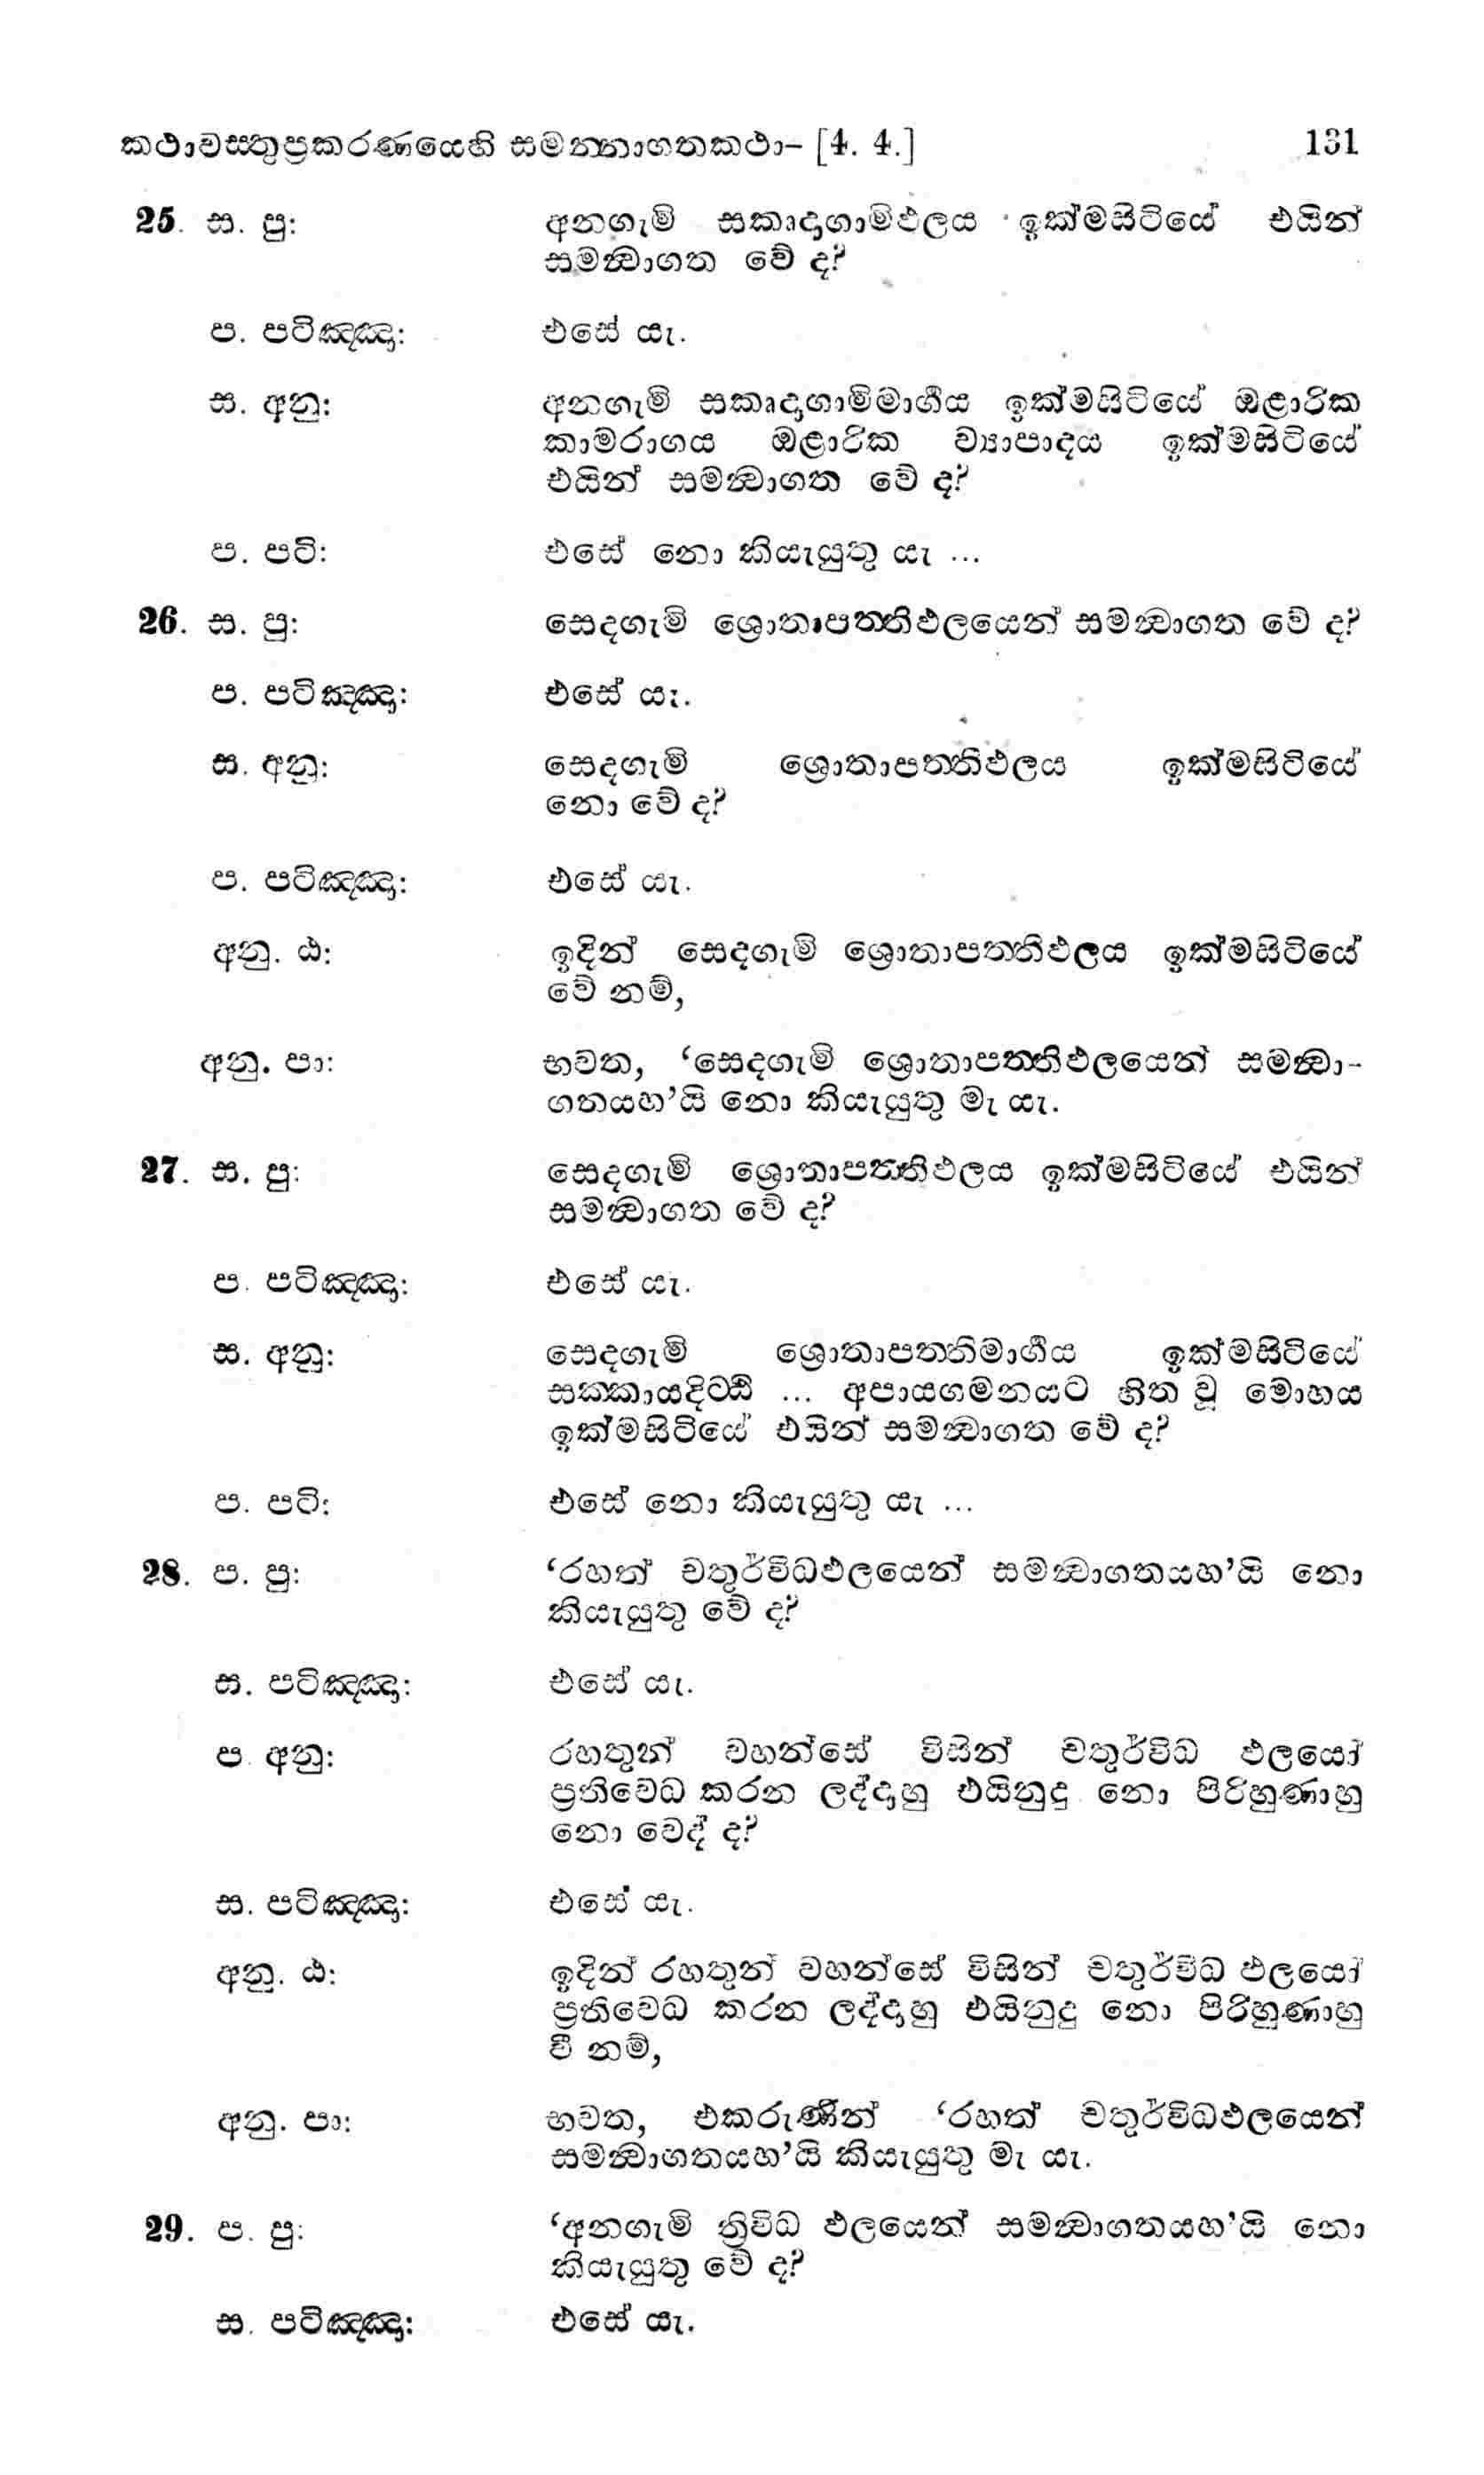 කථාවස්තුප්‍රකරණයෙහි සමන්නාගතකථා- [4. 4.] 131
25. ස. පු: අනගැමි සකෘදාගාමිඵලය ඉක්මසිටියේ එයින්
සමන්‍වාගත වේ ද?
ප. පටිඤ්ඤා: එසේ යැ.
ස. අනු: අනගැමි සකෘදාගාමිමාර්‍ගය ඉක්මසිටියේ ඔළාරික
කාමරාගය ඔළාරික ව්‍යාපාදය ඉක්මසිටියේ
එයින් සමන්‍වාගත වේ ද?
ප. පටි: එසේ නො කියැයුතු යැ ...
26. ස. පු: සෙදගැමි ශ්‍රොතාපත්තිඵලයෙන් සමන්‍වාගත වේ ද?
ප. පටිඤ්ඤා: එසේ යැ.
ස. අනු: සෙදගැමි ශ්‍රොතාපත්තිඵලය ඉක්මසිටියේ
නො වේ ද?
ප. පටිඤ්ඤා: එසේ යැ.
අනු. ඨ: ඉදින් සෙදගැමි ශ්‍රොතාපත්තිඵලය ඉක්මසිටියේ
වේ නම්,
අනු. පා: භවත, ‘සෙදගැමි ශ්‍රොතාපත්තිඵලයෙන් සමන්‍වා-
ගතයහ’යි නො කියැයුතු මැ යැ.
27. ස. පු: සෙදගැමි ශ්‍රොතාපත්තිඵලය ඉක්මසිටියේ එයින්
සමන්‍වාගත වේ ද?
ප. පටිඤ්ඤා: එසේ යැ.
ස. අනු: සෙදගැමි ශ්‍රොතාපත්තිමාර්‍ගය ඉක්මසිටියේ
සක්කායදිට්ඨි ... අපායගමනයට හිත වූ මොහය
ඉක්මසිටියේ එයින් සමන්‍වාගත වේ ද?
ප. පටි: එසේ නො කියැයුතු යැ ...
28. ප. පු: ‘රහත් චතුර්විධඵලයෙන් සමන්‍වාගතයහ’යි නො
කියැයුතු වේ ද?
ස. පටිඤ්ඤා: එසේ යැ.
ප. අනු: රහතුන් වහන්සේ විසින් චතුර්විධ ඵලයෝ
ප්‍රතිවෙධ කරන ලද්දාහු එයිනුදු නො පිරිහුණාහු
නො වෙද් ද?
ස. පටිඤ්ඤා: එසේ යැ.
අනු. ඨ: ඉදින් රහතුන් වහන්සේ විසින් චතුර්විධ ඵලයෝ
ප්‍රතිවෙධ කරන ලද්දාහු එයිනුදු නො පිරිහුණාහු
වී නම්,
අනු. පා: භවත, එකරුණින් ‘රහත් චතුර්විධඵලයෙන්
සමන්‍වාගතයහ’යි කියැයුතු මැ යැ.
29. ප. පු: ‘අනගැමි ත්‍රිවිධ ඵලයෙන් සමන්‍වාගතයහ’යි නො
කියැයුතු වේ ද?
ස. පටිඤ්ඤා: එසේ යැ.